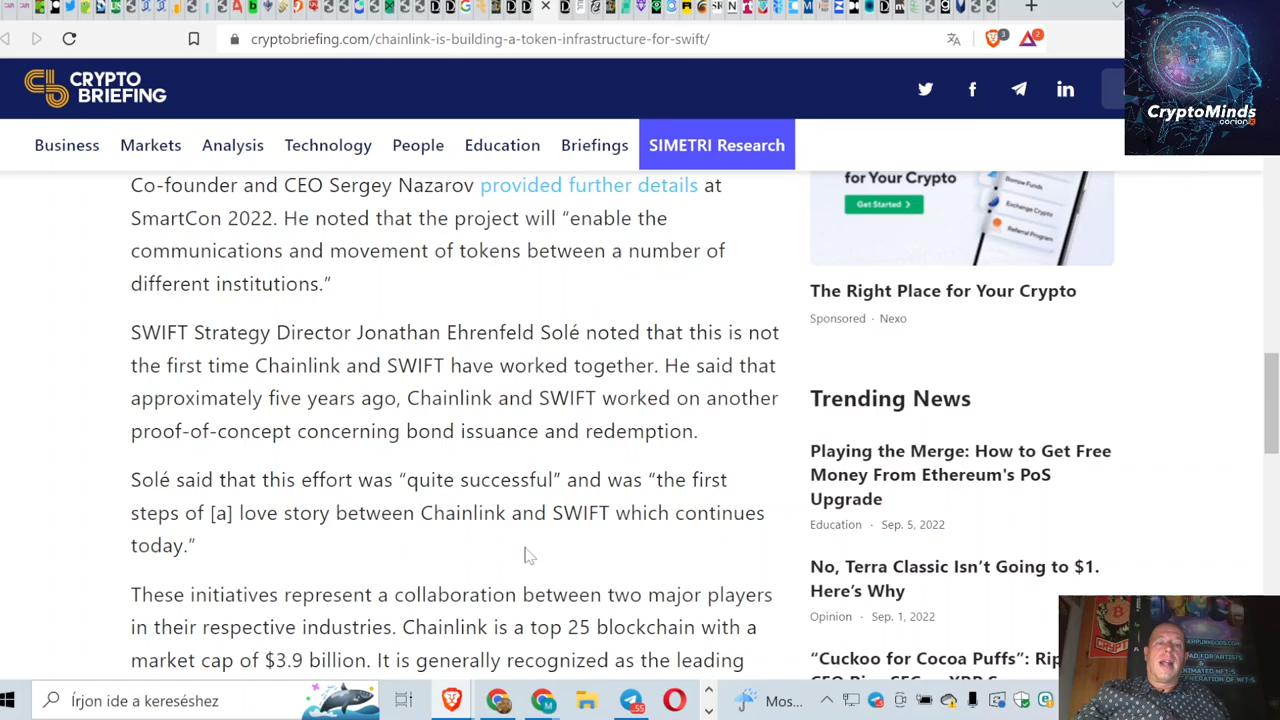 cryptobriefing.com/chainlink-is-building-a-token-infrastructure-for-swift/
3
2
CRYPTO
BRIEFING
CryptoMinds
Business
Markets
Analysis
Technology
People
Education
Briefings
SIMETRI Research
Co-founder and CEO Sergey Nazarov provided further details at
SmartCon 2022. He noted that the project will “enable the
communications and movement of tokens between a number of
different institutions.”
SWIFT Strategy Director Jonathan Ehrenfeld Solé noted that this is not
the first time Chainlink and SWIFT have worked together. He said that
approximately five years ago, Chainlink and SWIFT worked on another
proof-of-concept concerning bond issuance and redemption.
Solé said that this effort was “quite successful” and was “the first
steps of [a] love story between Chainlink and SWIFT which continues
today.”
These initiatives represent a collaboration between two major players
in their respective industries. Chainlink is a top 25 blockchain with a
market cap of $3.9 billion. It is generally recognized as the leading
for Your Crypto
Get Started >
Borrow Funds
Exchange Crypto
Referral Program
The Right Place for Your Crypto
Sponsored · Nexo
Trending News
Playing the Merge: How to Get Free
Money From Ethereum's PoS
Upgrade
Education · Sep. 5, 2022
No, Terra Classic Isn’t Going to $1.
Here’s Why
Opinion · Sep. 1, 2022
“Cuckoo for Cocoa Puffs”: Rip
Írjon ide a kereséshez
55
Mos...